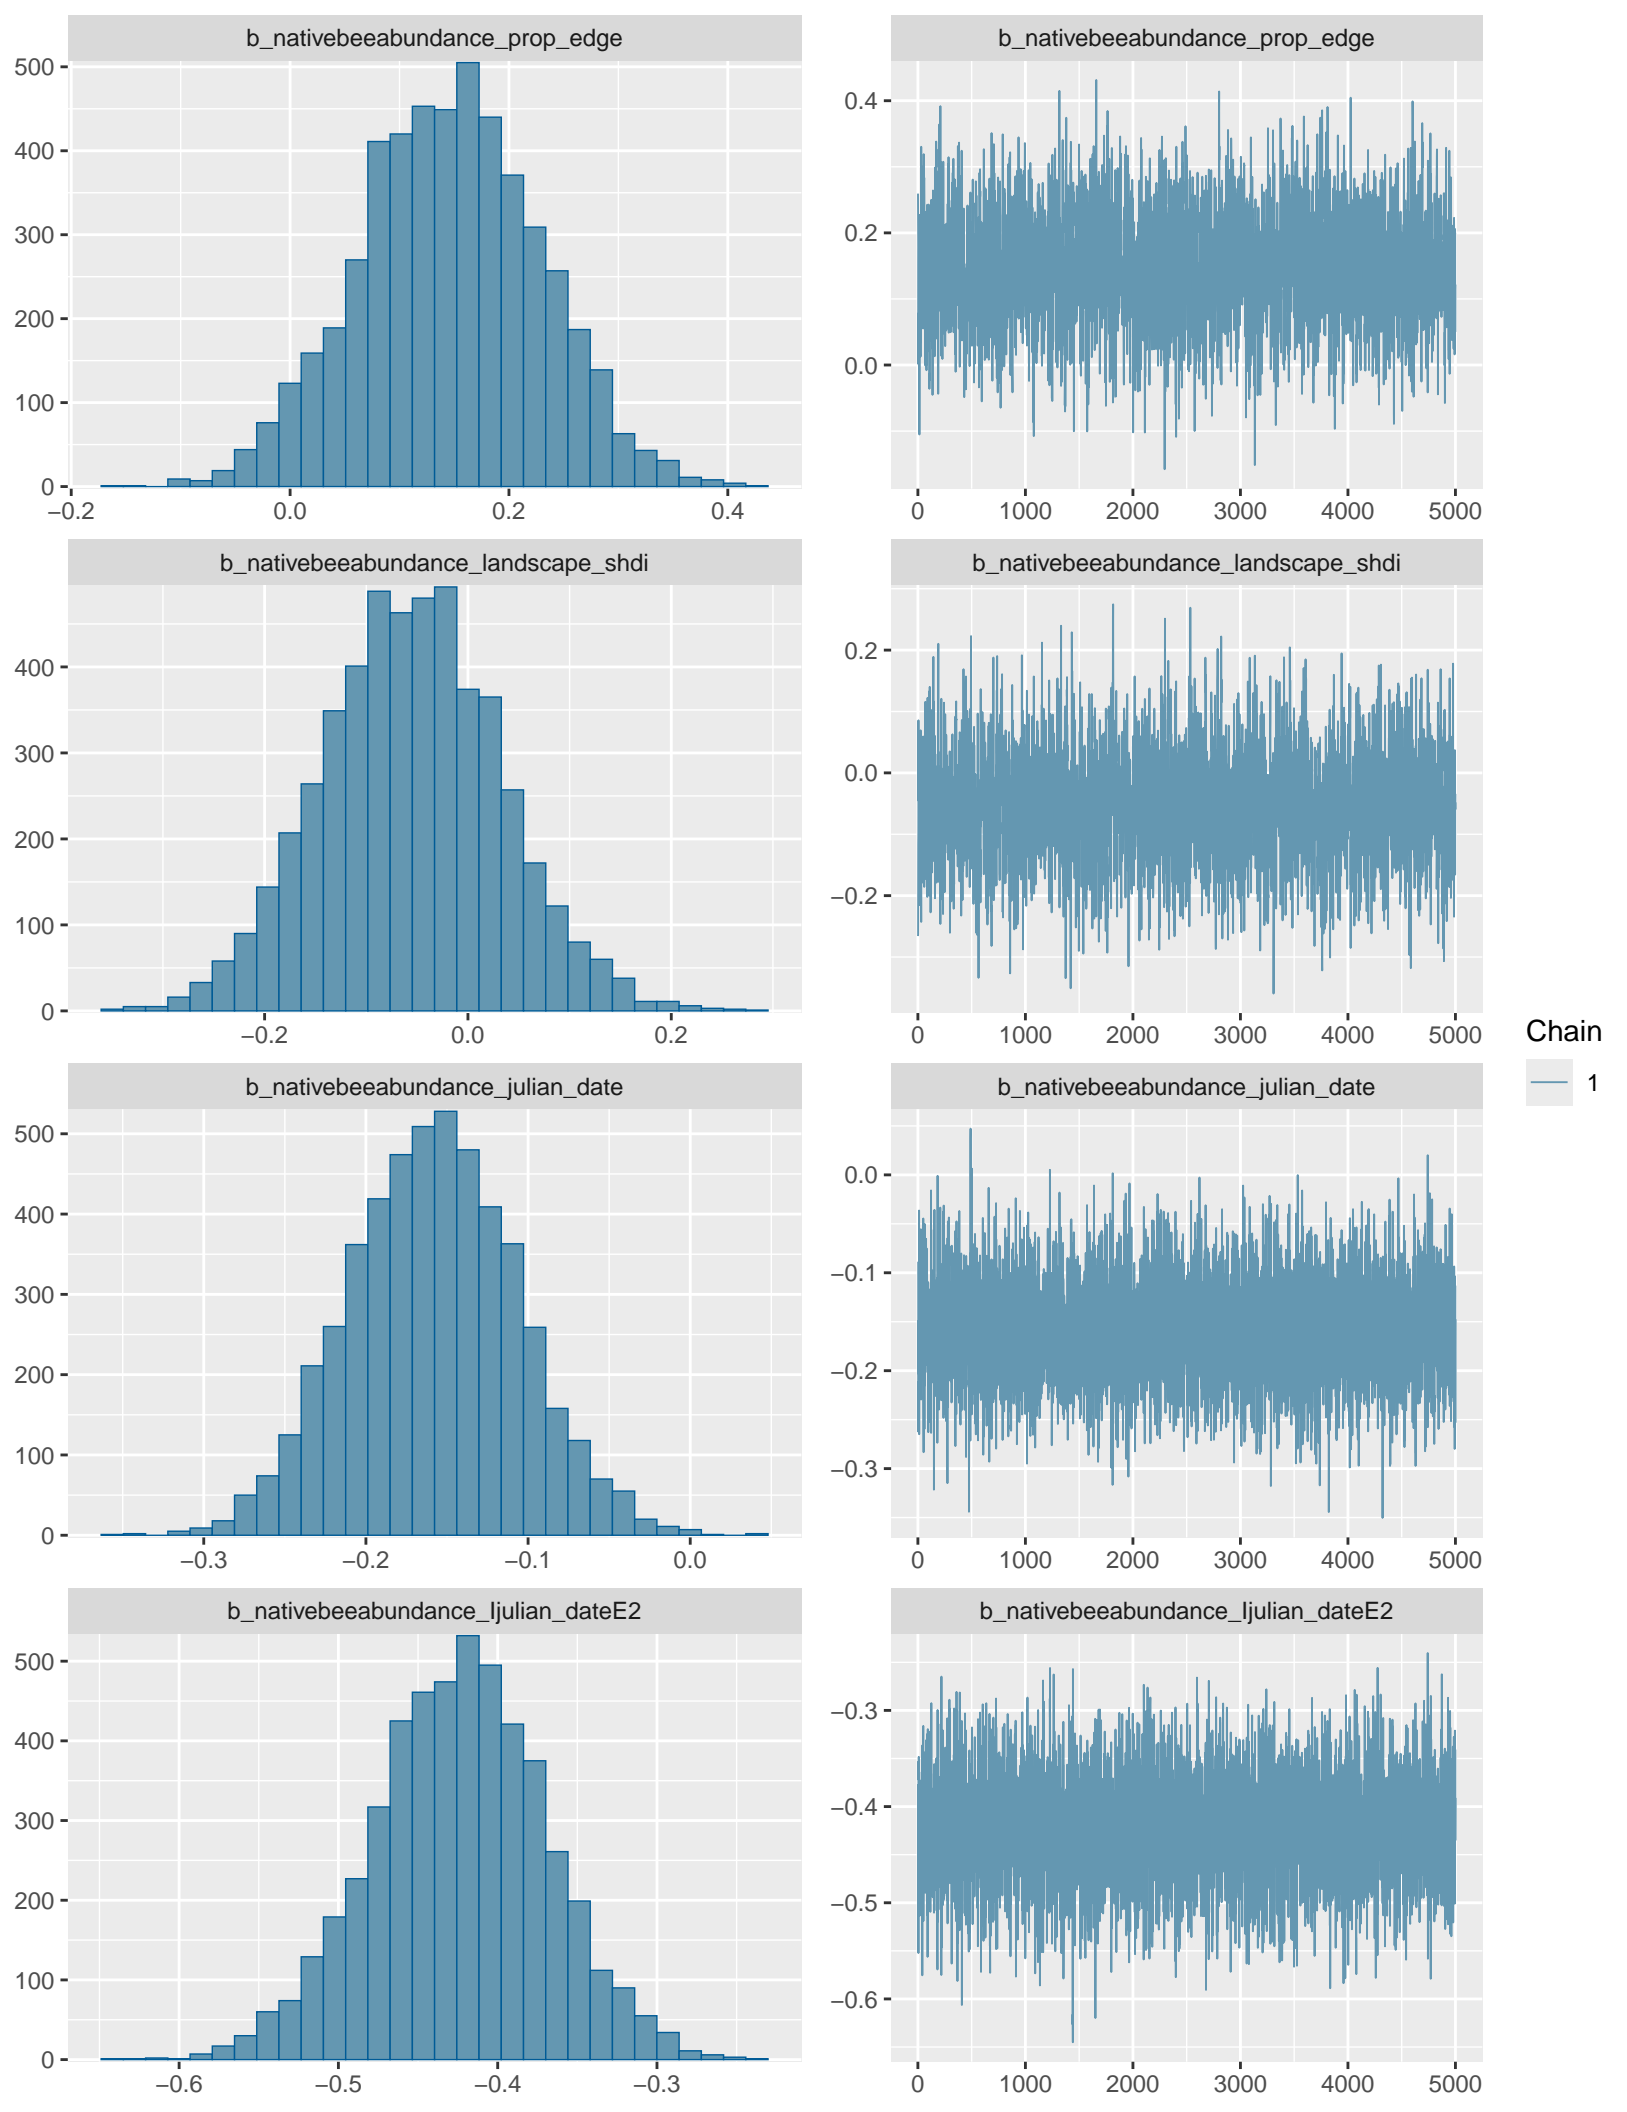 b_nativebeeabundance_prop_edge
500
400
300
200
100
0
−0.2 0.0 0.2 0.4
b_nativebeeabundance_prop_edge
0.4
0.2
0.0
0 1000 2000 3000 4000 5000
b_nativebeeabundance_landscape_shdi
400
300
200
100
0
−0.2 0.0 0.2
b_nativebeeabundance_landscape_shdi
0.2
0.0
−0.2
0 1000 2000 3000 4000 5000
b_nativebeeabundance_julian_date
500
400
300
200
100
0
−0.3 −0.2 −0.1 0.0
b_nativebeeabundance_julian_date
0.0
−0.1
−0.2
−0.3
0 1000 2000 3000 4000 5000
b_nativebeeabundance_Ijulian_dateE2
500
400
300
200
100
0
−0.6 −0.5 −0.4 −0.3
b_nativebeeabundance_Ijulian_dateE2
−0.3
−0.4
−0.5
−0.6
0 1000 2000 3000 4000 5000
Chain
1